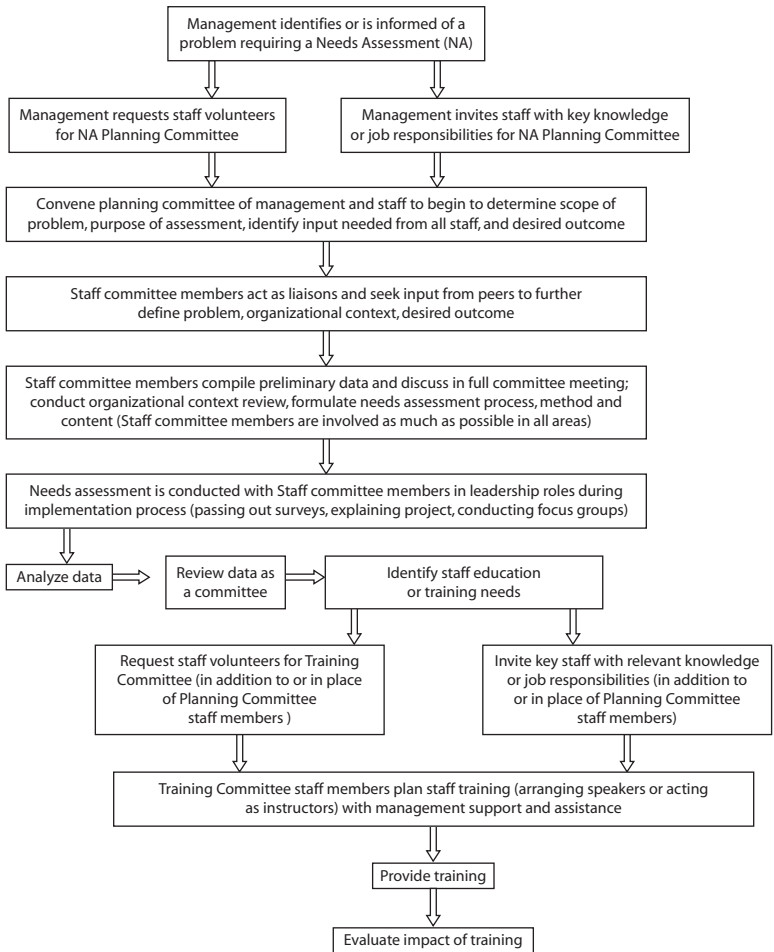 Management identifies or is informed of a
problem requiring a Needs Assessment (NA)
Management requests staff volunteers
for NA Planning Committee
Management invites staff with key knowledge
or job responsibilities for NA Planning Committee
Convene planning committee of management and staff to begin to determine scope of
problem, purpose of assessment, identify input needed from all staff, and desired outcome
Staff committee members act as liaisons and seek input from peers to further
define problem, organizational context, desired outcome
Staff committee members compile preliminary data and discuss in full committee meeting;
conduct organizational context review, formulate needs assessment process, method and
content (Staff committee members are involved as much as possible in all areas)
Needs assessment is conducted with Staff committee members in leadership roles during
implementation process (passing out surveys, explaining project, conducting focus groups)
Analyze data
Review data as
a committee
Identify staff education
or training needs
Request staff volunteers for Training
Committee (in addition to or in place
of Planning Committee
staff members )
Invite key staff with relevant knowledge
or job responsibilities (in addition to
or in place of Planning Committee
staff members)
Training Committee staff members plan staff training (arranging speakers or acting
as instructors) with management support and assistance
Provide training
Evaluate impact of training